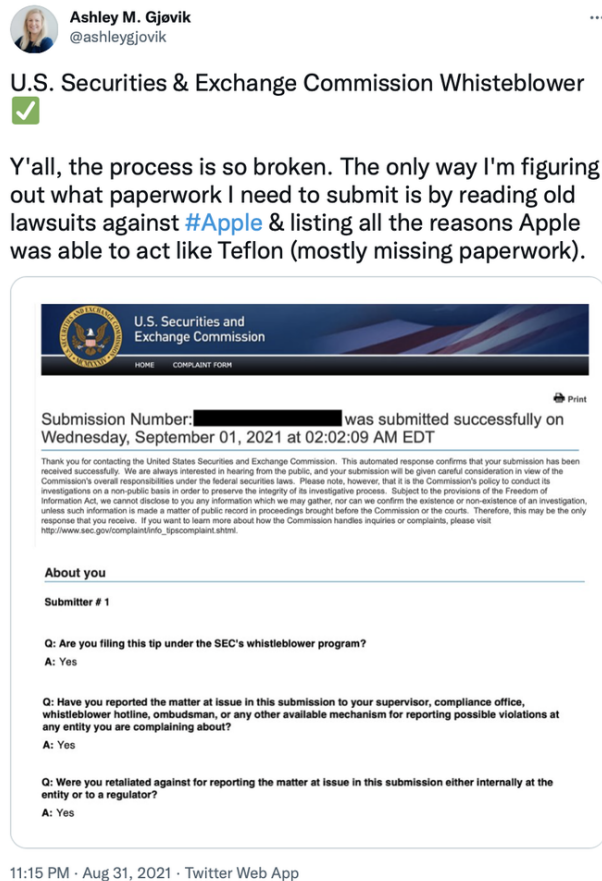 Ashley M. Gjøvik
@ashleygjovik
U.S. Securities & Exchange Commission Whisteblower
✅
Y'all, the process is so broken. The only way I'm figuring
out what paperwork I need to submit is by reading old
lawsuits against #Apple & listing all the reasons Apple
was able to act like Teflon (mostly missing paperwork).
U.S. Securities and
Exchange Commission
HOME COMPLAINT FORM
Print
Submission Number: was submitted successfully on
Wednesday, September 01, 2021 at 02:02:09 AM EDT
Thank you for contacting the United States Securities and Exchange Commission. This automated response confirms that your submission has been
received successfully. We are always interested in hearing from the public, and your submission will be given careful consideration in view of the
Commission's overall responsibilities under the federal securities laws. Please note, however, that it is the Commission's policy to conduct its
investigations on a non-public basis in order to preserve the integrity of its investigative process. Subject to the provisions of the Freedom of
Information Act, we cannot disclose to you any information which we may gather, nor can we confirm the existence or non-existence of an investigation,
unless such information is made a matter of public record in proceedings brought before the Commission or the courts. Therefore, this may be the only
response that you receive. If you want to learn more about how the Commission handles inquiries or complaints, please visit
http://www.sec.gov/complaint/info_tipscomplaint.shtml.
About you
Submitter # 1
Q: Are you filing this tip under the SEC's whistleblower program?
A: Yes
Q: Have you reported the matter at issue in this submission to your supervisor, compliance office,
whistleblower hotline, ombudsman, or any other available mechanism for reporting possible violations at
any entity you are complaining about?
A: Yes
Q: Were you retaliated against for reporting the matter at issue in this submission either internally at the
entity or to a regulator?
A: Yes
11:15 PM · Aug 31, 2021 · Twitter Web App